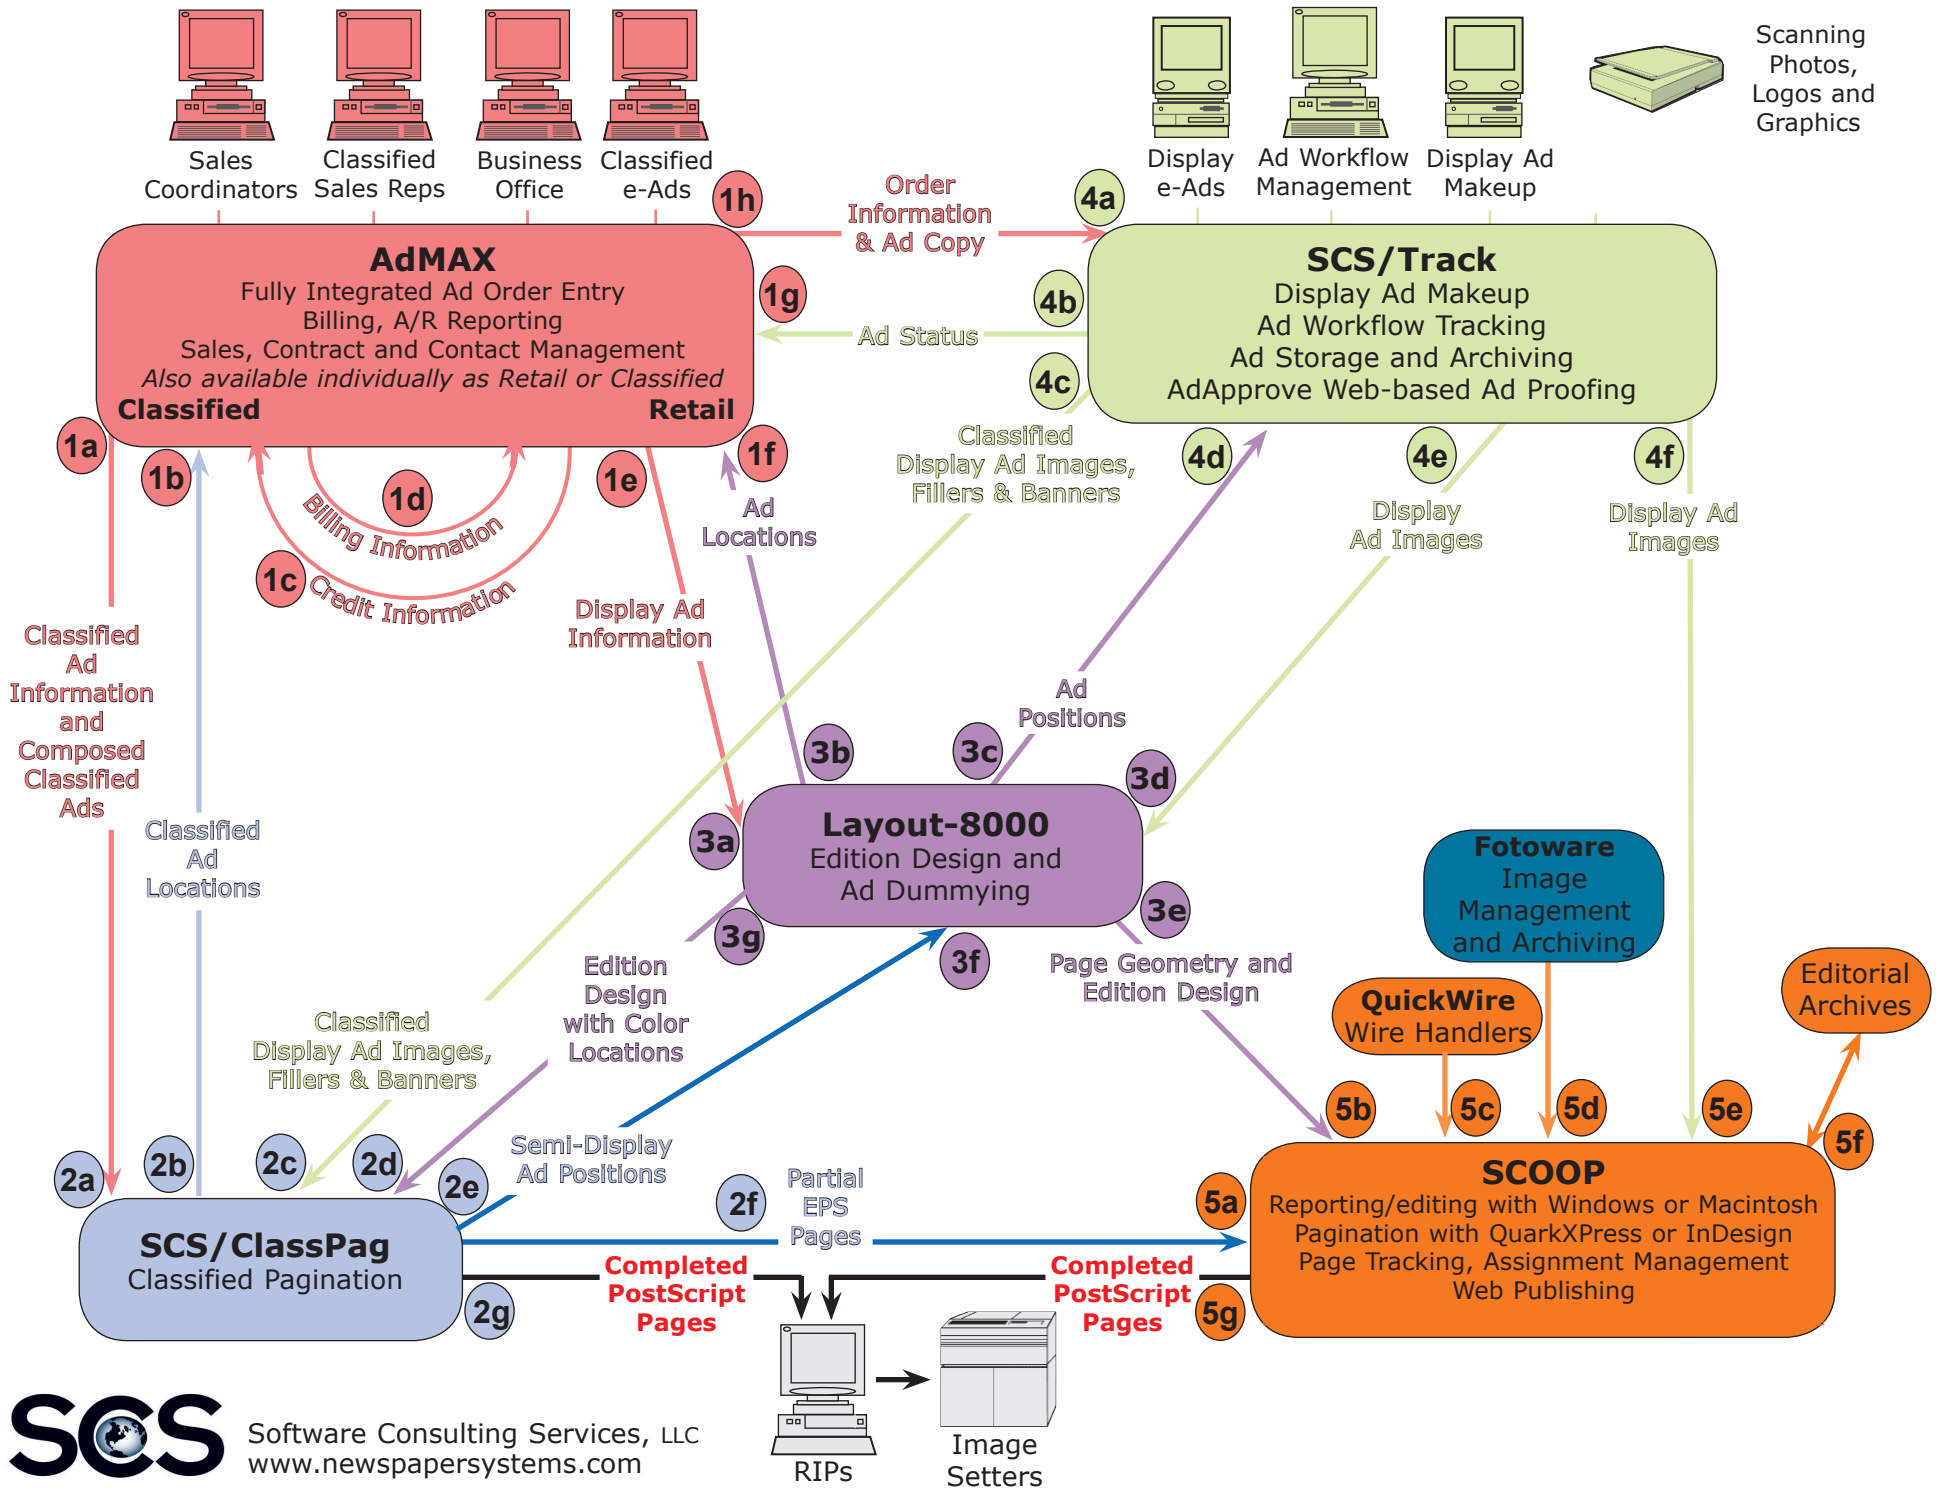 Sales
Coordinators
Classified
Sales Reps
Business
Office
Classified
e-Ads
Display
e-Ads
Ad Workflow
Management
Display Ad
Makeup
Scanning
Photos,
Logos and
Graphics
1h
Order
Information
& Ad Copy
4a
AdMAX
Fully Integrated Ad Order Entry
Billing, A/R Reporting
Sales, Contract and Contact Management
Also available individually as Retail or Classified
Classified
Retail
1g
Ad Status
4b
4c
SCS/Track
Display Ad Makeup
Ad Workflow Tracking
Ad Storage and Archiving
AdApprove Web-based Ad Proofing
1a
1b
1d
Billing Information
1c
Credit Information
1e
1f
Ad
Locations
Classified
Display Ad Images,
Fillers & Banners
4d
4e
4f
Display
Ad Images
Display Ad
Images
Classified
Ad
Information
and
Composed
Classified
Ads
Display Ad
Information
Ad
Positions
Classified
Ad
Locations
3b
3c
3d
3a
Layout-8000
Edition Design and
Ad Dummying
3e
3g
3f
Fotoware
Image
Management
and Archiving
Edition
Design
with Color
Locations
Page Geometry and
Edition Design
QuickWire
Wire Handlers
Editorial
Archives
Classified
Display Ad Images,
Fillers & Banners
Semi-Display
Ad Positions
2a
2b
2c
2d
2e
2f
Partial
EPS
Pages
5a
5b
5c
5d
5e
5f
SCS/ClassPag
Classified Pagination
2g
Completed
PostScript
Pages
Completed
PostScript
Pages
5g
SCOOP
Reporting/editing with Windows or Macintosh
Pagination with QuarkXPress or InDesign
Page Tracking, Assignment Management
Web Publishing
RIPs
Image
Setters
SCS
Software Consulting Services, LLC
www.newspapersystems.com